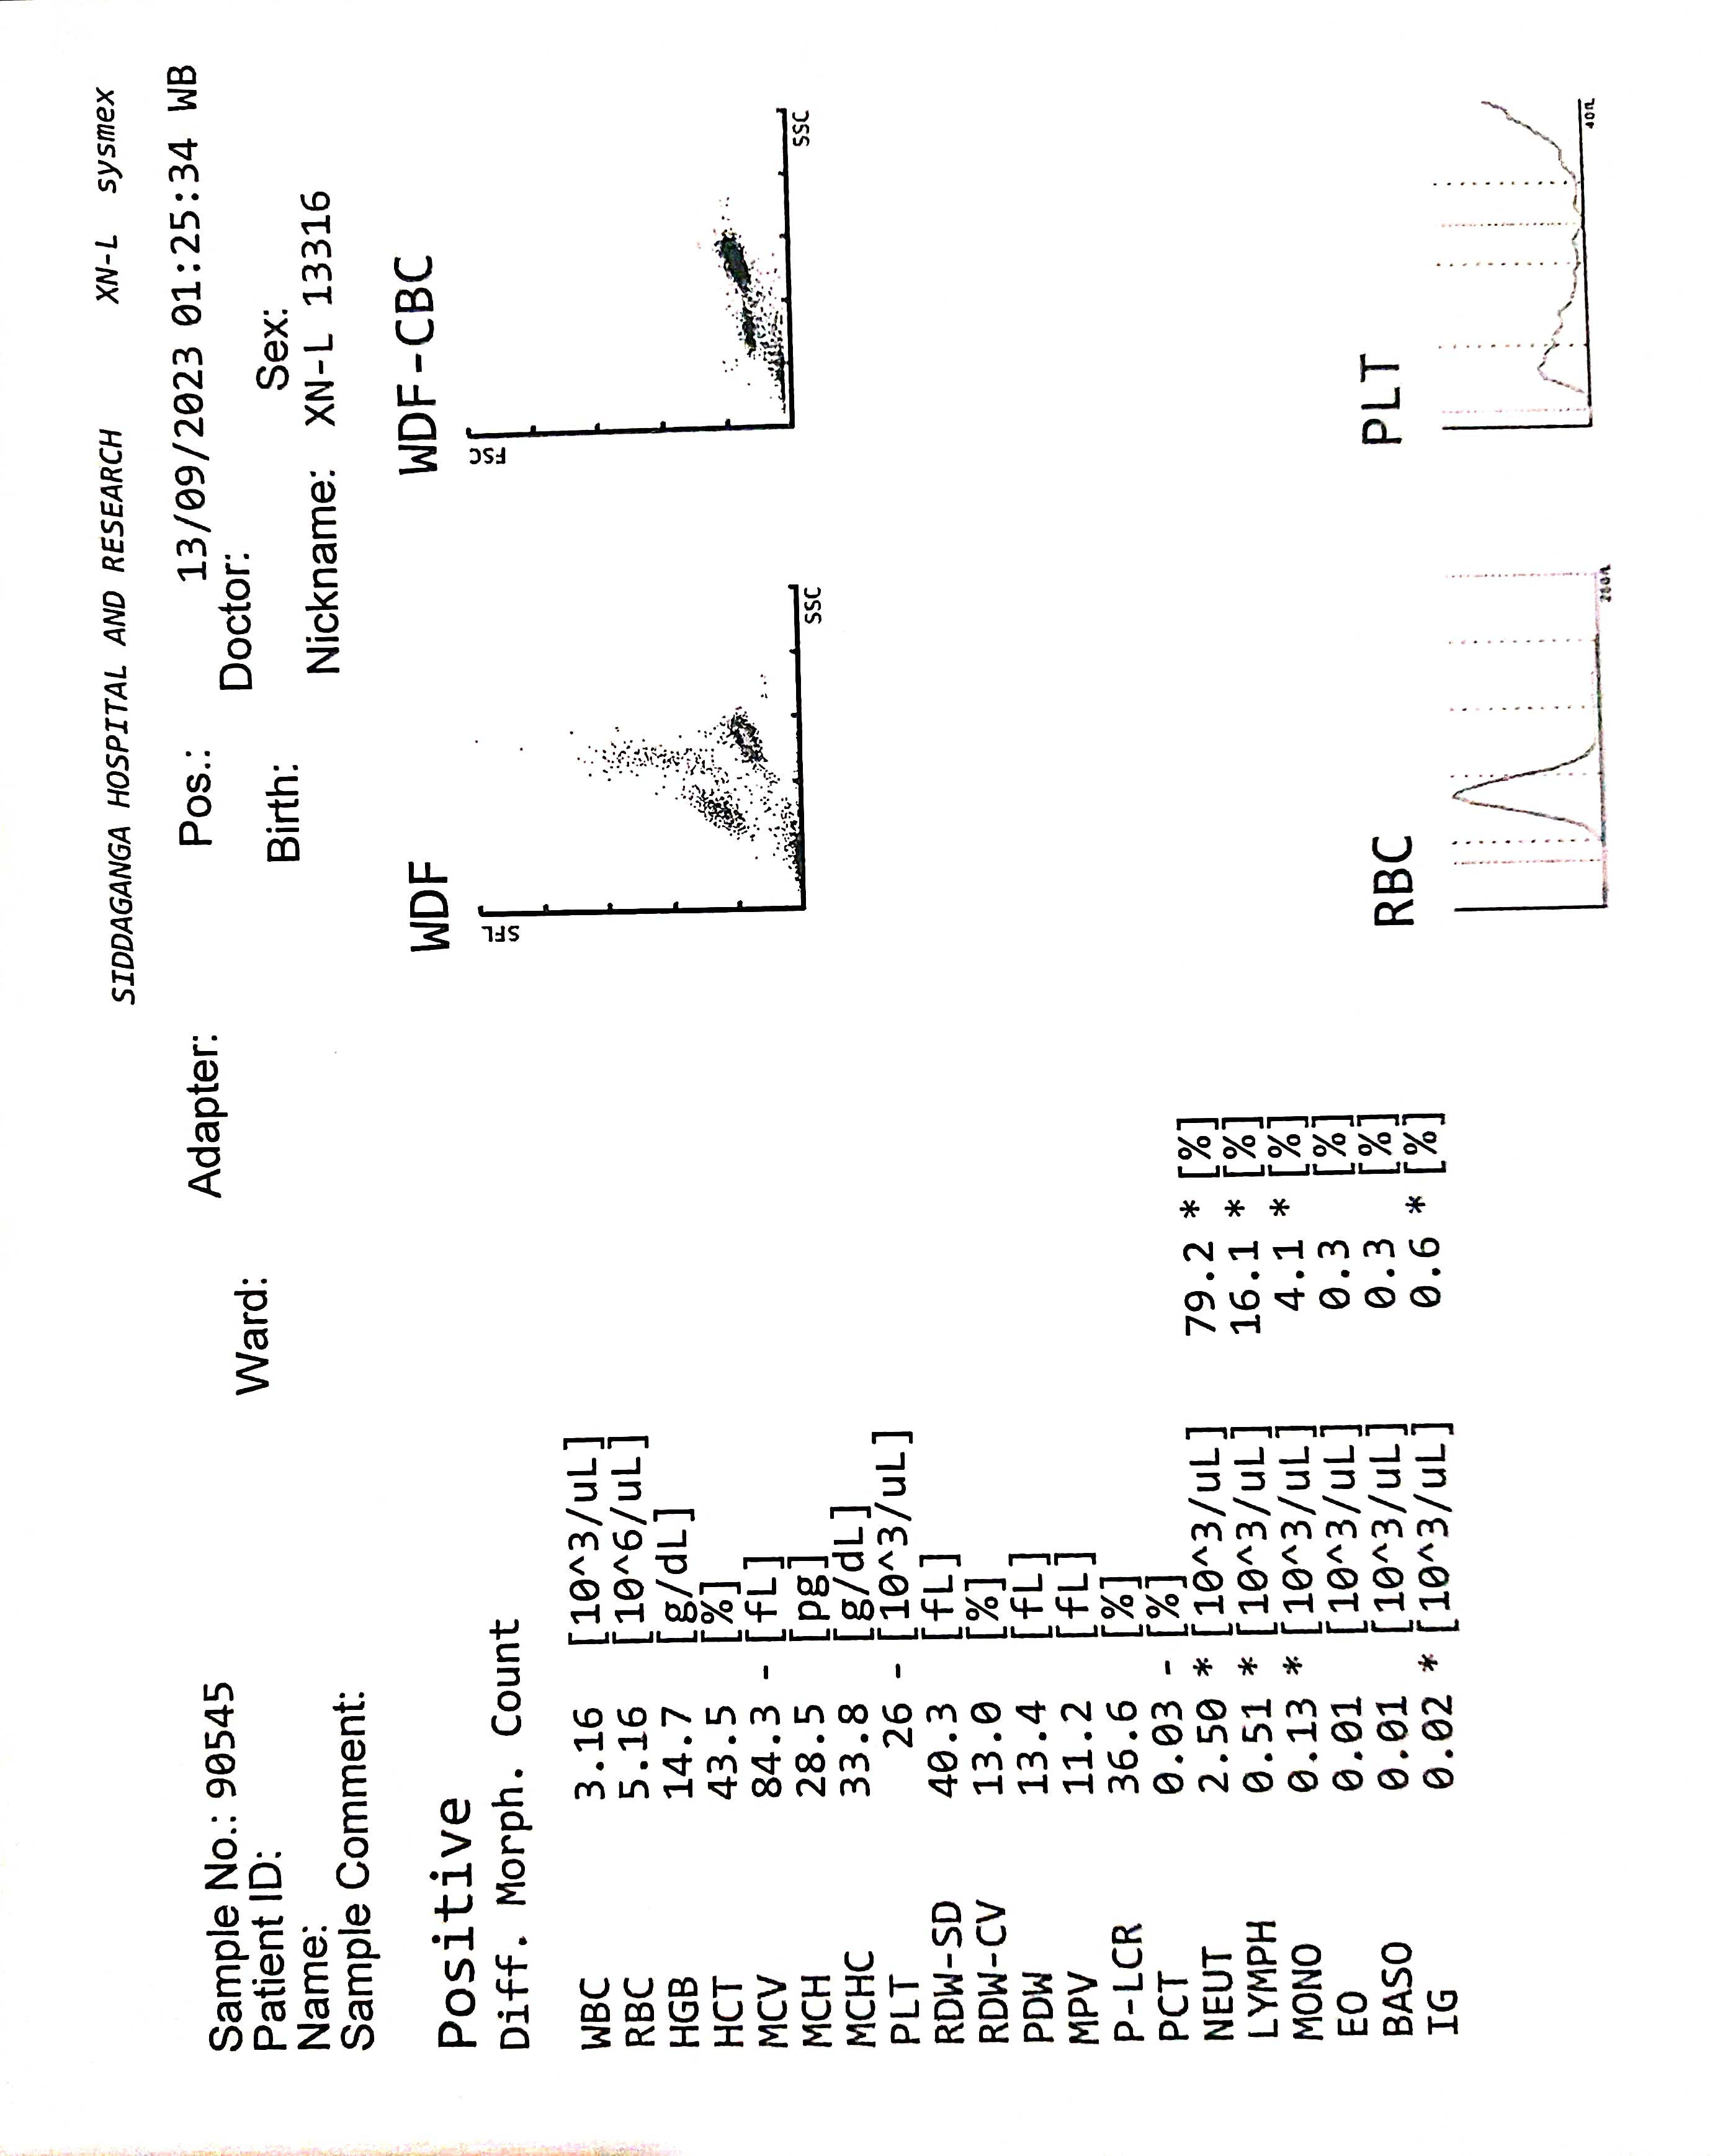 SIDDAGANGA HOSPITAL AND RESEARCH XN-L sysmex
Sample No.: 90545 Adapter: Pos.: 13/09/2023 01:25:34 WB
Patient ID: Ward: Doctor:
Name: Birth: Sex:
Sample Comment: Nickname: XN-L 13316
Positive
Diff. Morph. Count
WBC 3.16 [10^3/uL]
RBC 5.16 [10^6/uL]
HGB 14.7 [g/dL]
HCT 43.5 [%]
MCV 84.3 - [fL]
MCH 28.5 [pg]
MCHC 33.8 [g/dL]
PLT 26 - [10^3/uL]
RDW-SD 40.3 [fL]
RDW-CV 13.0 [%]
PDW 13.4 [fL]
MPV 11.2 [fL]
P-LCR 36.6 [%]
PCT 0.03 - [%]
NEUT 2.50 * [10^3/uL] 79.2 * [%]
LYMPH 0.51 * [10^3/uL] 16.1 * [%]
MONO 0.13 * [10^3/uL] 4.1 * [%]
EO 0.01 [10^3/uL] 0.3 [%]
BASO 0.01 [10^3/uL] 0.3 [%]
IG 0.02 * [10^3/uL] 0.6 * [%]
WDF
SFL
SSC
WDF-CBC
FSC
SSC
RBC
PLT
40fL